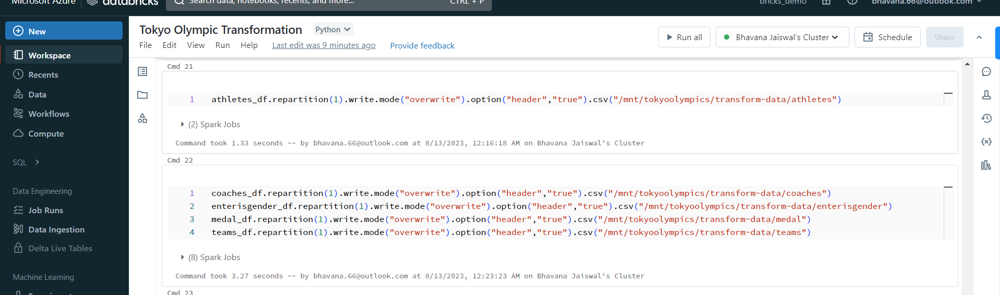 Microsoft Azure
databricks
Search data, notebooks, recents, and more...
CTRL + P
bricks_demo
bhavana.66@outlook.com
New
Workspace
Recents
Data
Workflows
Compute
SQL
Data Engineering
Job Runs
Data Ingestion
Delta Live Tables
Machine Learning
Experiments
Tokyo Olympic Transformation
Python
File Edit View Run Help Last edit was 9 minutes ago Provide feedback
Run all
Bhavana Jaiswal's Cluster
Schedule
Share
Cmd 21
1 athletes_df.repartition(1).write.mode("overwrite").option("header","true").csv("/mnt/tokyoolympics/transform-data/athletes")
(2) Spark Jobs
Command took 1.33 seconds -- by bhavana.66@outlook.com at 8/13/2023, 12:16:18 AM on Bhavana Jaiswal's Cluster
Cmd 22
1 coaches_df.repartition(1).write.mode("overwrite").option("header","true").csv("/mnt/tokyoolympics/transform-data/coaches")
2 enterisgender_df.repartition(1).write.mode("overwrite").option("header","true").csv("/mnt/tokyoolympics/transform-data/enterisgender")
3 medal_df.repartition(1).write.mode("overwrite").option("header","true").csv("/mnt/tokyoolympics/transform-data/medal")
4 teams_df.repartition(1).write.mode("overwrite").option("header","true").csv("/mnt/tokyoolympics/transform-data/teams")
(8) Spark Jobs
Command took 3.27 seconds -- by bhavana.66@outlook.com at 8/13/2023, 12:23:23 AM on Bhavana Jaiswal's Cluster
Cmd 23